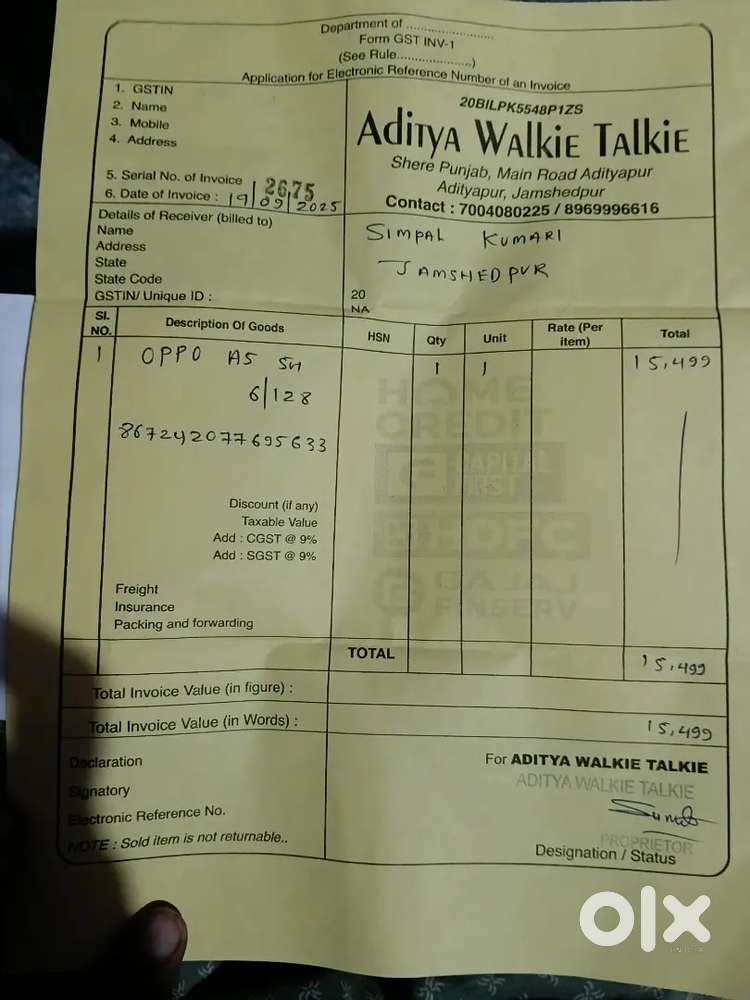 Department of ......................
Form GST INV-1
(See Rule.....................)
Application for Electronic Reference Number of an Invoice
1. GSTIN
2. Name
3. Mobile
4. Address
20BILPK5548P1ZS
Aditya Walkie Talkie
Shere Punjab, Main Road Adityapur
Adityapur, Jamshedpur
Contact : 7004080225 / 8969996616
5. Serial No. of Invoice 2675
6. Date of Invoice : 19/09/2025
Details of Receiver (billed to)
Name SIMPAL KUMARI
Address JAMSHEDPUR
State
State Code 20
GSTIN/ Unique ID : NA
Sl. NO. Description Of Goods HSN Qty Unit Rate (Per item) Total
1 OPPO A5 5G 1 1 15,499
6/128
867242077695633
HOME
CREDIT
CAPITAL
HDFC
BAJAJ
FINSERV
Discount (if any)
Taxable Value
Add : CGST @ 9%
Add : SGST @ 9%
Freight
Insurance
Packing and forwarding
TOTAL 15,499
Total Invoice Value (in figure) :
Total Invoice Value (in Words) : 15,499
Declaration
Signatory
Electronic Reference No.
NOTE : Sold item is not returnable..
For ADITYA WALKIE TALKIE
ADITYA WALKIE TALKIE
PROPRIETOR
Designation / Status
olx